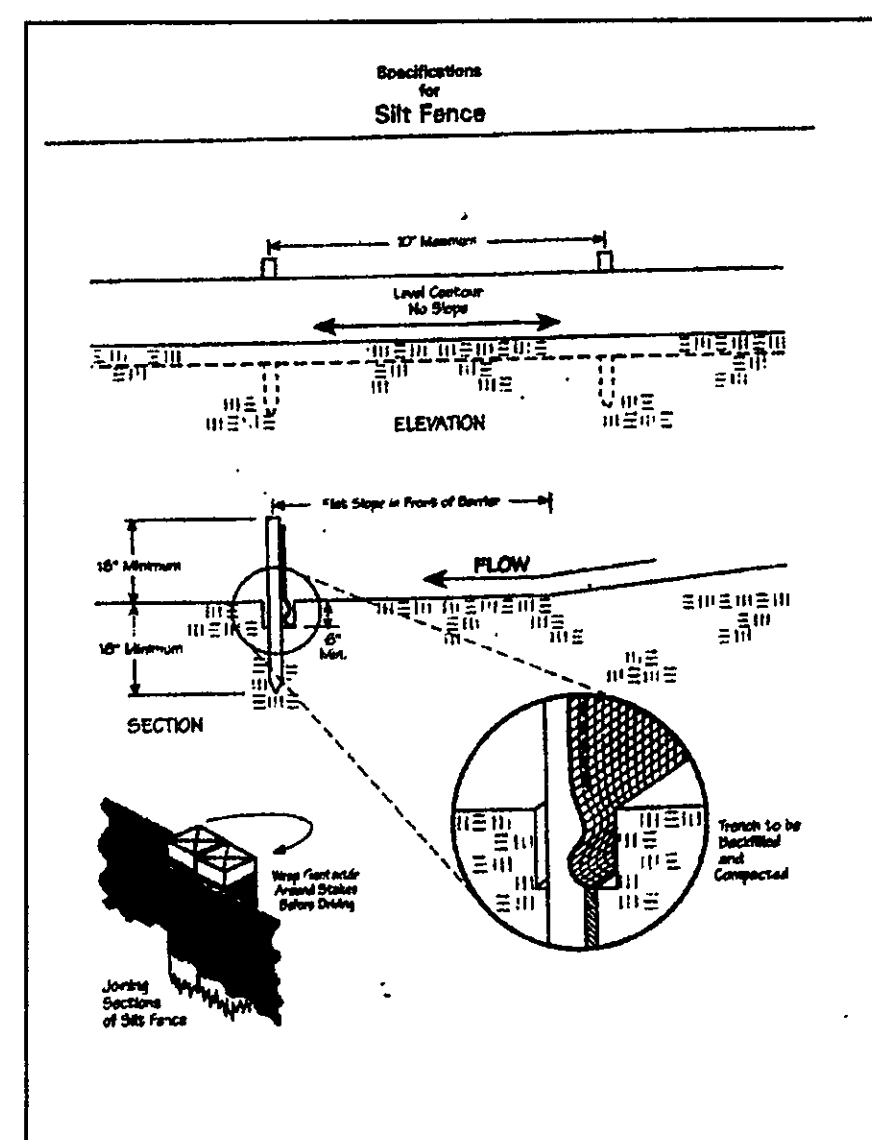 Specifications
for
Silt Fence
10" Maximum
Level Contour
No Slope
ELEVATION
Flat Slope in Front of Barrier
18" Minimum
FLOW
6"
Min.
18" Minimum
SECTION
Trench to be
Backfilled
and
Compacted
Wrap
Around Stakes
Before Driving
Joining
Sections
of Silt Fence